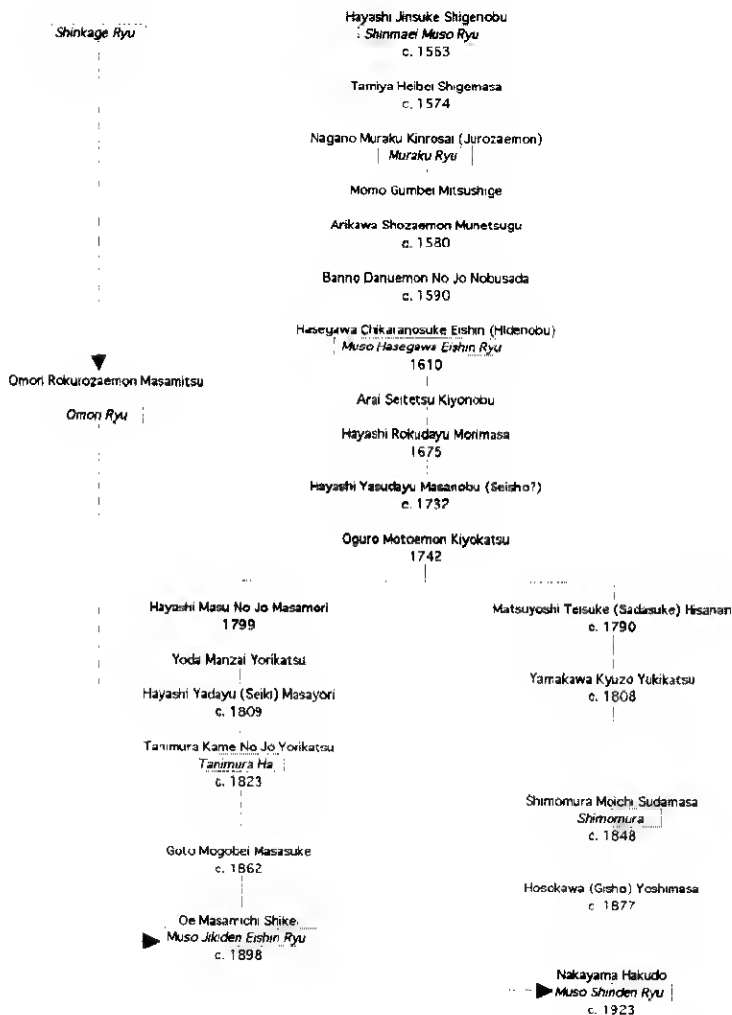 Hayashi Jinsuke Shigenobu
Shinkage Ryu
Shinmaei Muso Ryu
c. 1563
Tamiya Heibei Shigemasa
c. 1574
Nagano Muraku Kinrosai (Jurozaemon)
Muraku Ryu
Momo Gumbei Mitsushige
Arikawa Shozaemon Munetsugu
c. 1580
Banno Danuemon No Jo Nobusada
c. 1590
Hasegawa Chikaranosuke Eishin (Hidenobu)
Muso Hasegawa Eishin Ryu
1610
Omori Rokurozaemon Masamitsu
Omori Ryu
Arai Seitetsu Kiyonobu
Hayashi Rokudayu Morimasa
1675
Hayashi Yasudayu Masanobu (Seisho?)
c. 1732
Oguro Motoemon Kiyokatsu
1742
Hayashi Masu No Jo Masamori
1799
Matsuyoshi Teisuke (Sadasuke) Hisanari
c. 1790
Yoda Manzai Yorikatsu
Yamakawa Kyuzo Yukikatsu
c. 1808
Hayashi Yadayu (Seiki) Masayori
c. 1809
Tanimura Kame No Jo Yorikatsu
Tanimura Ha
c. 1823
Shimomura Moichi Sudamasa
Shimomura
c. 1848
Goto Mogobei Masasuke
c. 1862
Hosokawa (Gisho) Yoshimasa
c 1877
Oe Masamichi Shikei
Muso Jikiden Eishin Ryu
c. 1898
Nakayama Hakudo
Muso Shinden Ryu
c. 1923